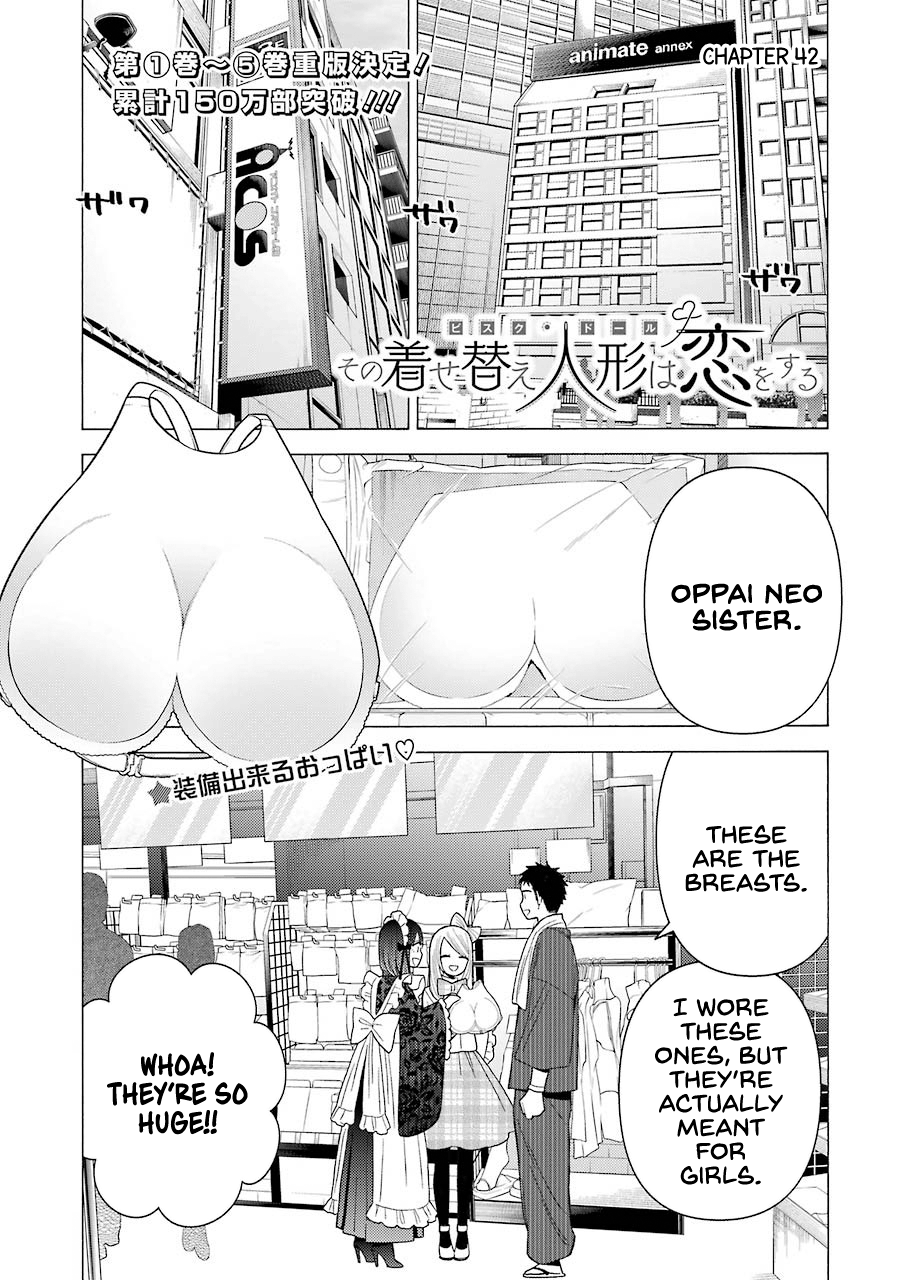 第①巻～⑤巻重版決定!
累計150万部突破!!!
CHAPTER 42
animate annex
acos
ザワ
ザワ
ザワ
ビスク・ドール
その着せ替え人形は恋をする
OPPAI NEO
SISTER.
★装備出来るおっぱい♡
THESE
ARE THE
BREASTS.
I WORE
THESE
ONES, BUT
THEY'RE
ACTUALLY
MEANT
FOR
GIRLS.
WHOA!
THEY'RE SO
HUGE!!